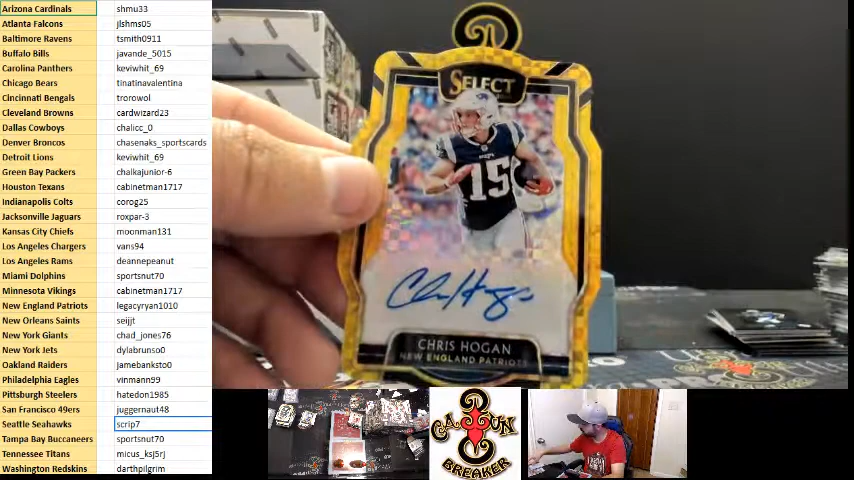 Arizona Cardinals shmu33
Atlanta Falcons jlshms05
Baltimore Ravens tsmith0911
Buffalo Bills javande_5015
Carolina Panthers keviwhit_69
Chicago Bears tinatinavalentina
Cincinnati Bengals trorowol
Cleveland Browns cardwizard23
Dallas Cowboys chalicc_0
Denver Broncos chasenaks_sportscards
Detroit Lions keviwhit_69
Green Bay Packers chalkajunior-6
Houston Texans cabinetman1717
Indianapolis Colts corog25
Jacksonville Jaguars roxpar-3
Kansas City Chiefs moonman131
Los Angeles Chargers vans94
Los Angeles Rams deannepeanut
Miami Dolphins sportsnut70
Minnesota Vikings cabinetman1717
New England Patriots legacyryan1010
New Orleans Saints seijjt
New York Giants chad_jones76
New York Jets dylabrunso0
Oakland Raiders jamebanksto0
Philadelphia Eagles vinmann99
Pittsburgh Steelers hatedon1985
San Francisco 49ers juggernaut48
Seattle Seahawks scrip7
Tampa Bay Buccaneers sportsnut70
Tennessee Titans micus_ksj5rj
Washington Redskins darthpilgrim
SELECT
15
CHRIS HOGAN
NEW ENGLAND PATRIOTS
CAJUN
BREAKER